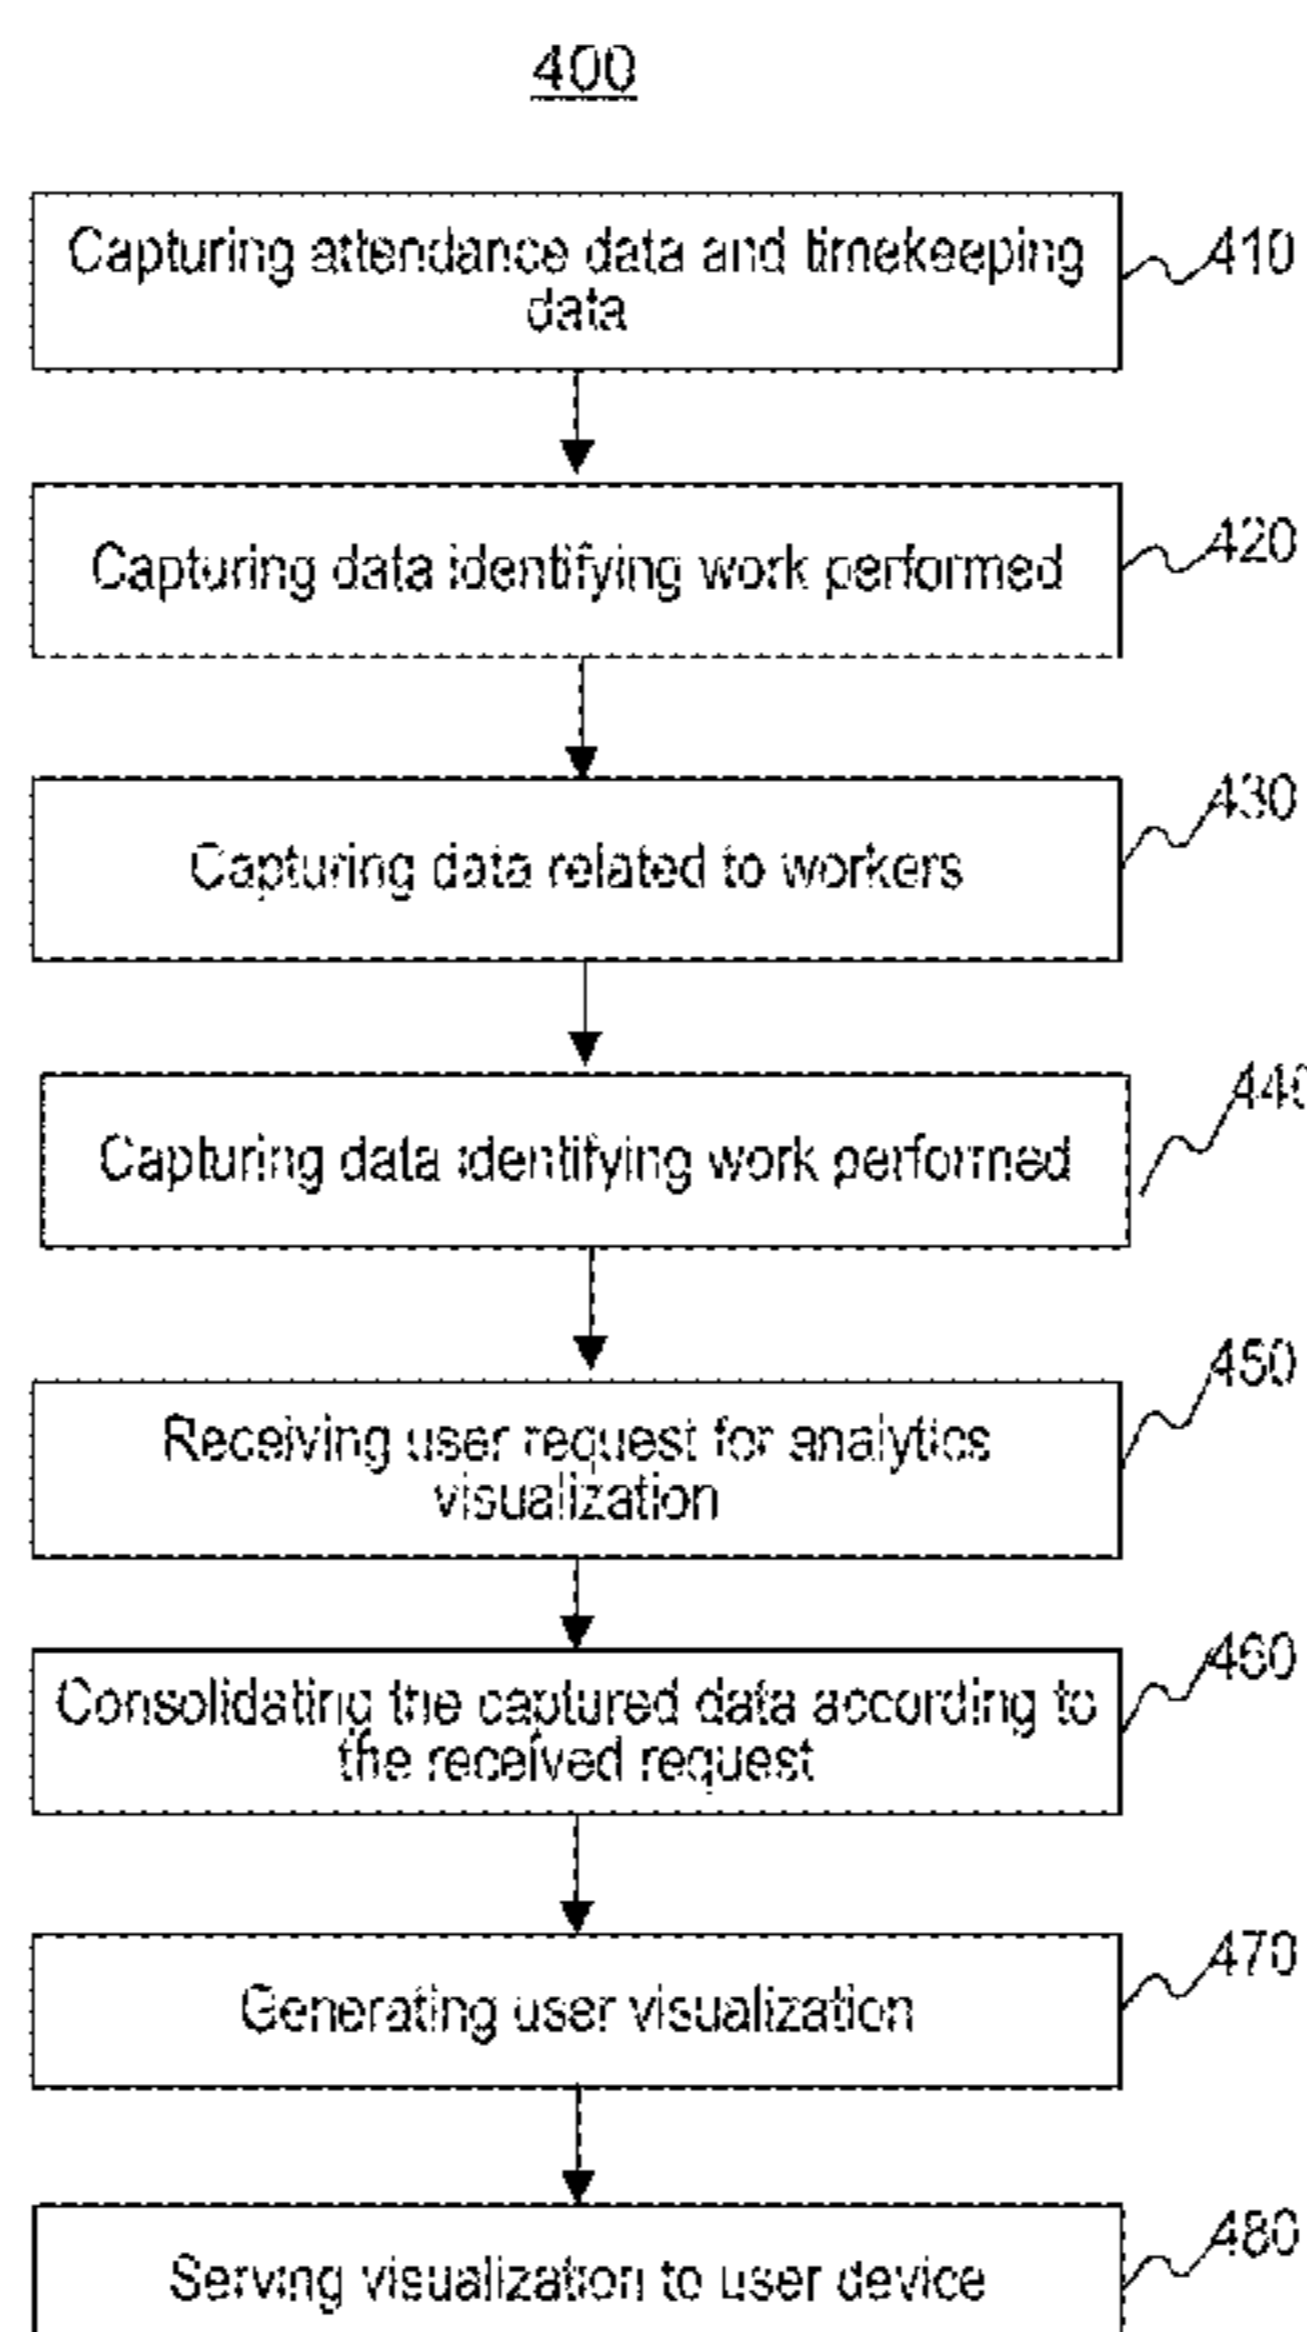 400
Capturing attendance data and timekeeping
data
410
Capturing data identifying work performed
420
Capturing data related to workers
430
Capturing data identifying work performed
440
Receiving user request for analytics
visualization
450
Consolidating the captured data according to
the received request
460
Generating user visualization
470
Serving visualization to user device
480